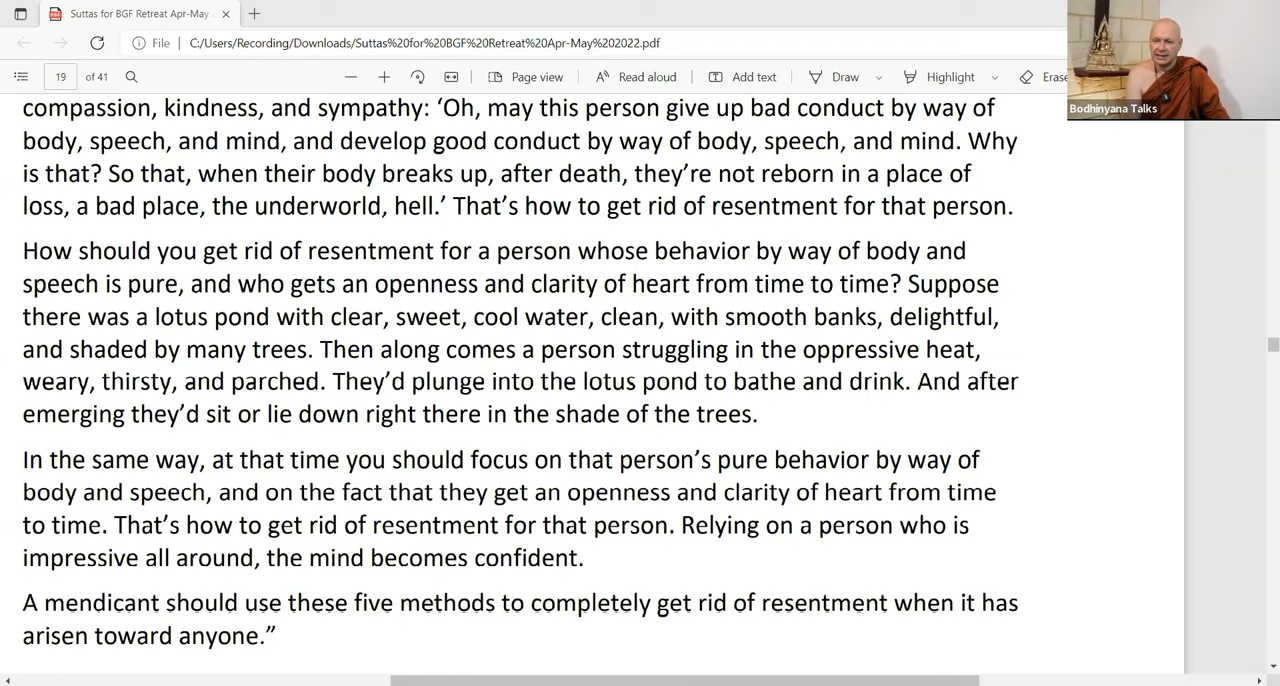 Suttas for BGF Retreat Apr-May
File
C:/Users/Recording/Downloads/Suttas%20for%20BGF%20Retreat%20Apr-May%202022.pdf
19 of 41
Page view
Read aloud
Add text
Draw
Highlight
Erase
Bodhinyana Talks
compassion, kindness, and sympathy: ‘Oh, may this person give up bad conduct by way of
body, speech, and mind, and develop good conduct by way of body, speech, and mind. Why
is that? So that, when their body breaks up, after death, they’re not reborn in a place of
loss, a bad place, the underworld, hell.’ That’s how to get rid of resentment for that person.
How should you get rid of resentment for a person whose behavior by way of body and
speech is pure, and who gets an openness and clarity of heart from time to time? Suppose
there was a lotus pond with clear, sweet, cool water, clean, with smooth banks, delightful,
and shaded by many trees. Then along comes a person struggling in the oppressive heat,
weary, thirsty, and parched. They’d plunge into the lotus pond to bathe and drink. And after
emerging they’d sit or lie down right there in the shade of the trees.
In the same way, at that time you should focus on that person’s pure behavior by way of
body and speech, and on the fact that they get an openness and clarity of heart from time
to time. That’s how to get rid of resentment for that person. Relying on a person who is
impressive all around, the mind becomes confident.
A mendicant should use these five methods to completely get rid of resentment when it has
arisen toward anyone.”